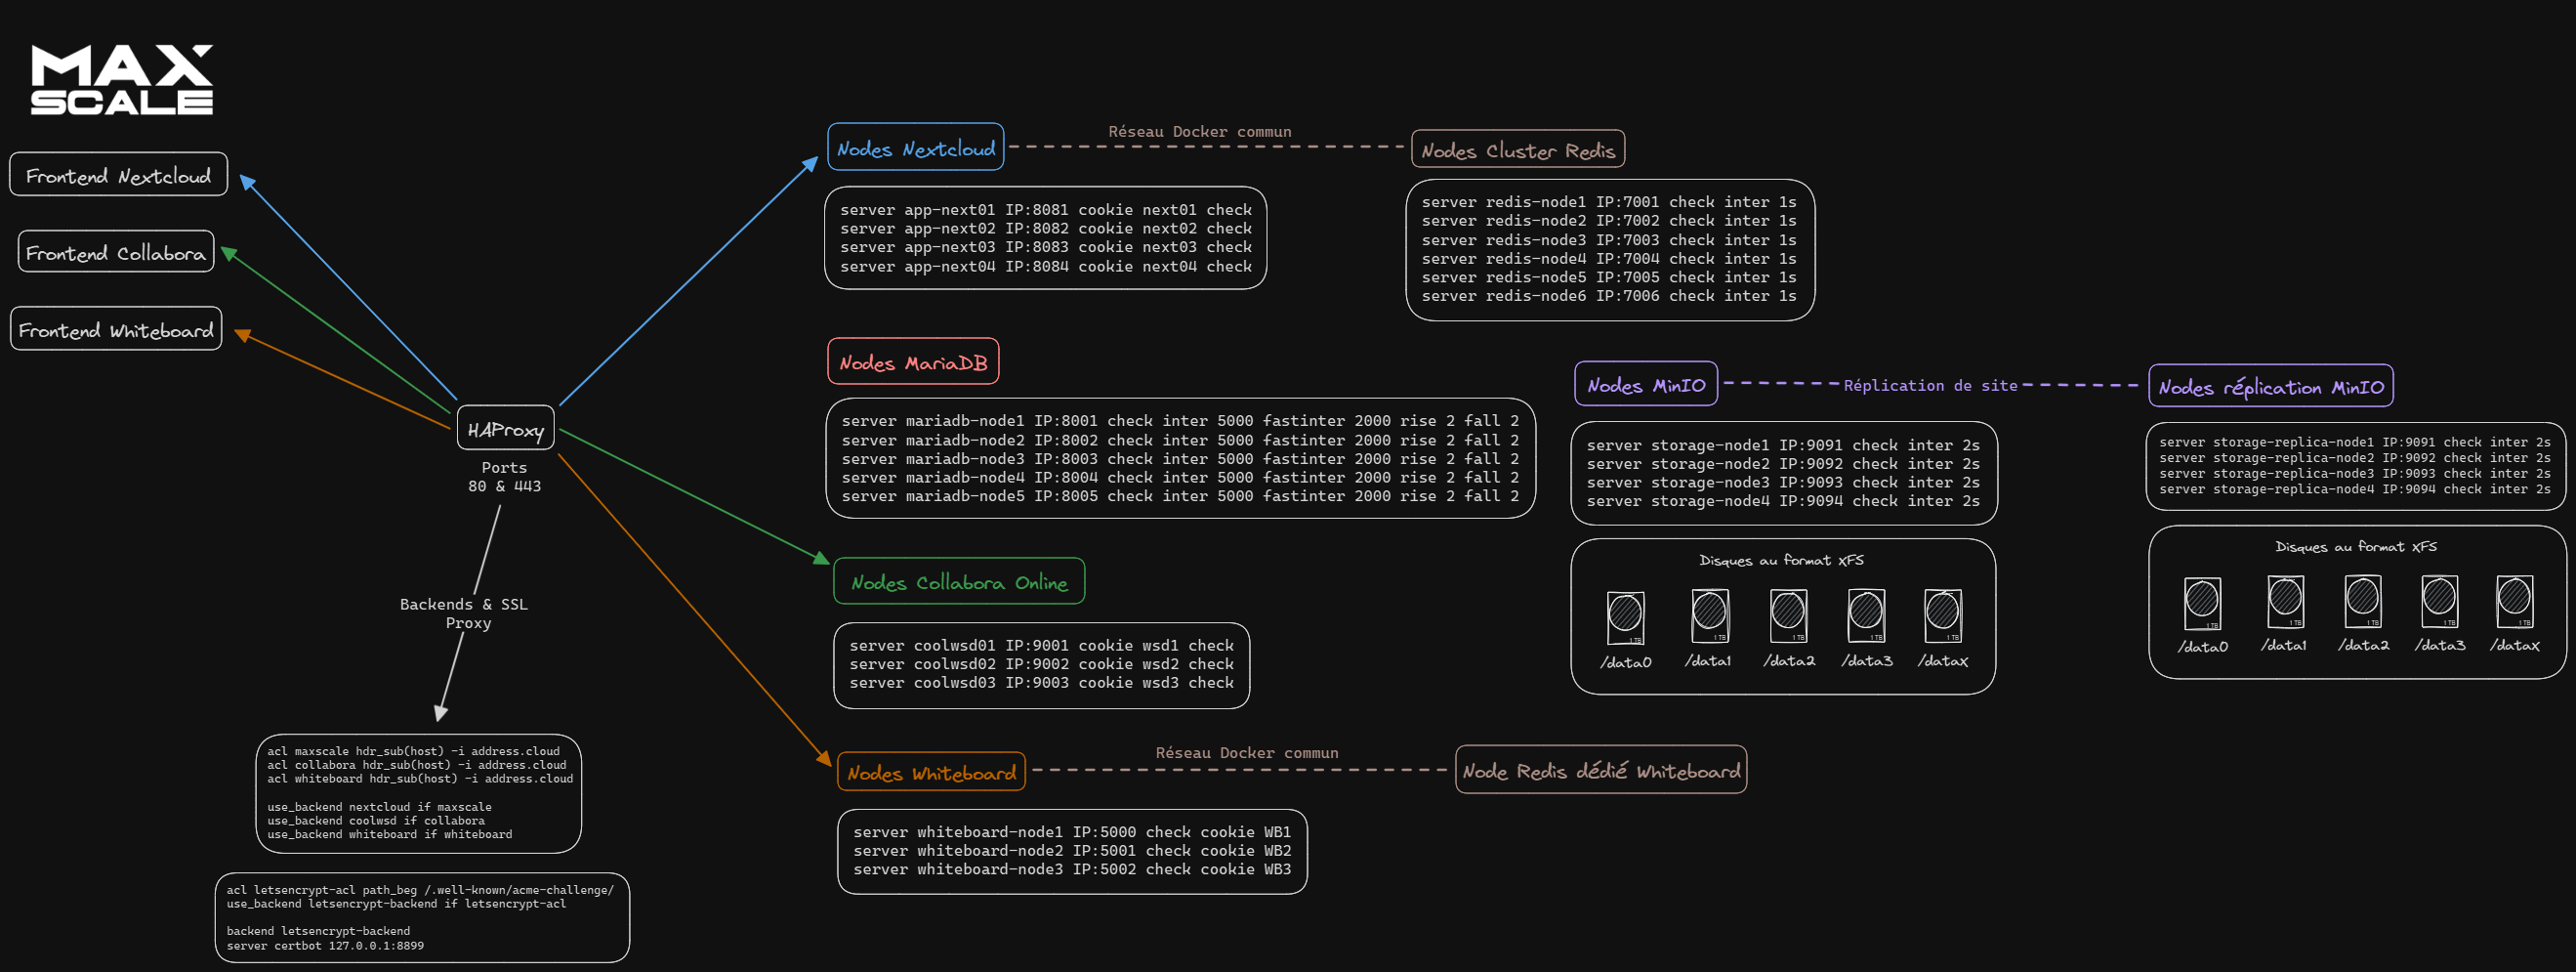 MAX
SCALE
Frontend Nextcloud
Frontend Collabora
Frontend Whiteboard
HAProxy
Ports
80 & 443
Backends & SSL
Proxy
acl maxscale hdr_sub(host) -i address.cloud
acl collabora hdr_sub(host) -i address.cloud
acl whiteboard hdr_sub(host) -i address.cloud
use_backend nextcloud if maxscale
use_backend coolwsd if collabora
use_backend whiteboard if whiteboard
acl letsencrypt-acl path_beg /.well-known/acme-challenge/
use_backend letsencrypt-backend if letsencrypt-acl
backend letsencrypt-backend
server certbot 127.0.0.1:8899
Nodes Nextcloud
Réseau Docker commun
Nodes Cluster Redis
server app-next01 IP:8081 cookie next01 check
server app-next02 IP:8082 cookie next02 check
server app-next03 IP:8083 cookie next03 check
server app-next04 IP:8084 cookie next04 check
server redis-node1 IP:7001 check inter 1s
server redis-node2 IP:7002 check inter 1s
server redis-node3 IP:7003 check inter 1s
server redis-node4 IP:7004 check inter 1s
server redis-node5 IP:7005 check inter 1s
server redis-node6 IP:7006 check inter 1s
Nodes MariaDB
server mariadb-node1 IP:8001 check inter 5000 fastinter 2000 rise 2 fall 2
server mariadb-node2 IP:8002 check inter 5000 fastinter 2000 rise 2 fall 2
server mariadb-node3 IP:8003 check inter 5000 fastinter 2000 rise 2 fall 2
server mariadb-node4 IP:8004 check inter 5000 fastinter 2000 rise 2 fall 2
server mariadb-node5 IP:8005 check inter 5000 fastinter 2000 rise 2 fall 2
Nodes MinIO
Réplication de site
Nodes réplication MinIO
server storage-node1 IP:9091 check inter 2s
server storage-node2 IP:9092 check inter 2s
server storage-node3 IP:9093 check inter 2s
server storage-node4 IP:9094 check inter 2s
Disques au format XFS
1 TB
1 TB
1 TB
1 TB
1 TB
/data0
/data1
/data2
/data3
/dataX
server storage-replica-node1 IP:9091 check inter 2s
server storage-replica-node2 IP:9092 check inter 2s
server storage-replica-node3 IP:9093 check inter 2s
server storage-replica-node4 IP:9094 check inter 2s
Disques au format XFS
1 TB
1 TB
1 TB
1 TB
1 TB
/data0
/data1
/data2
/data3
/dataX
Nodes Collabora Online
server coolwsd01 IP:9001 cookie wsd1 check
server coolwsd02 IP:9002 cookie wsd2 check
server coolwsd03 IP:9003 cookie wsd3 check
Nodes Whiteboard
Réseau Docker commun
Node Redis dédié Whiteboard
server whiteboard-node1 IP:5000 check cookie WB1
server whiteboard-node2 IP:5001 check cookie WB2
server whiteboard-node3 IP:5002 check cookie WB3